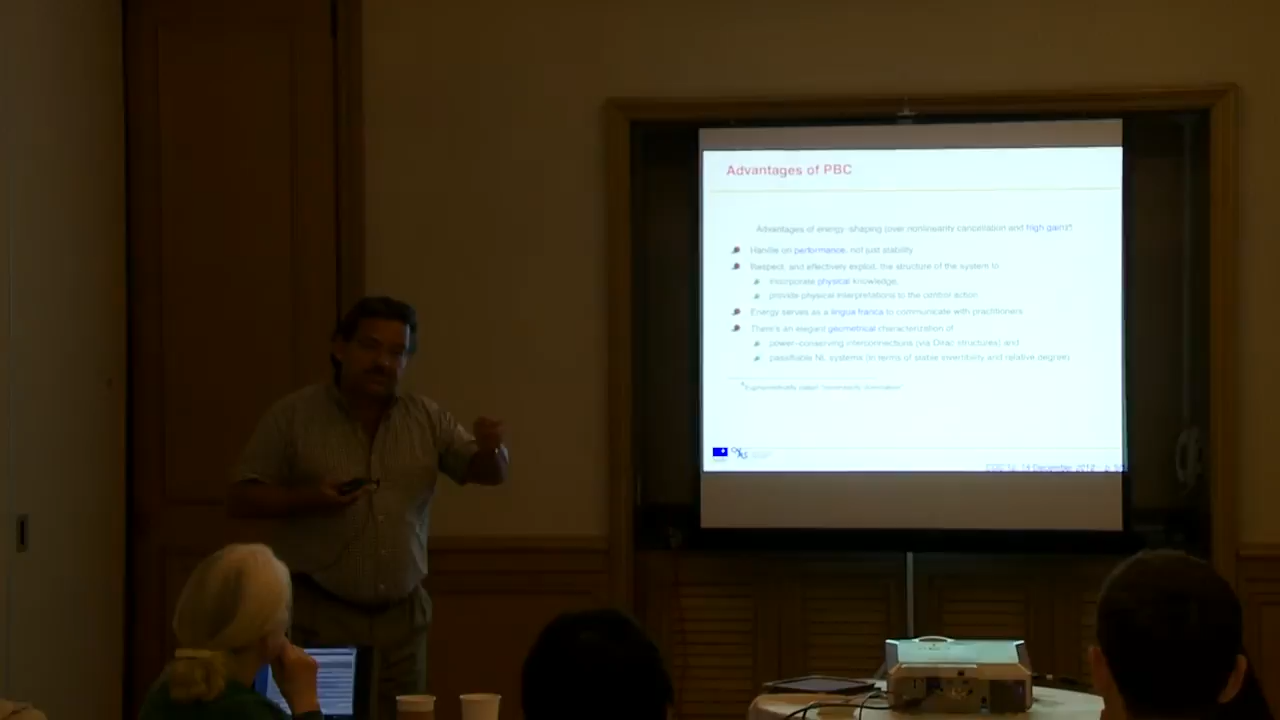 Advantages of PBC
Advantages of energy-shaping (over nonlinearity cancellation and high gain)
Handle on performance, not just stability
Respect, and effectively exploit, the structure of the system to
incorporate physical knowledge,
provide physical interpretations to the control action
Energy serves as a lingua franca to communicate with practitioners
There's an elegant geometrical characterization of
power-conserving interconnections (via Dirac structures) and
passifiable NL systems (in terms of stable invertibility and relative degree)
December